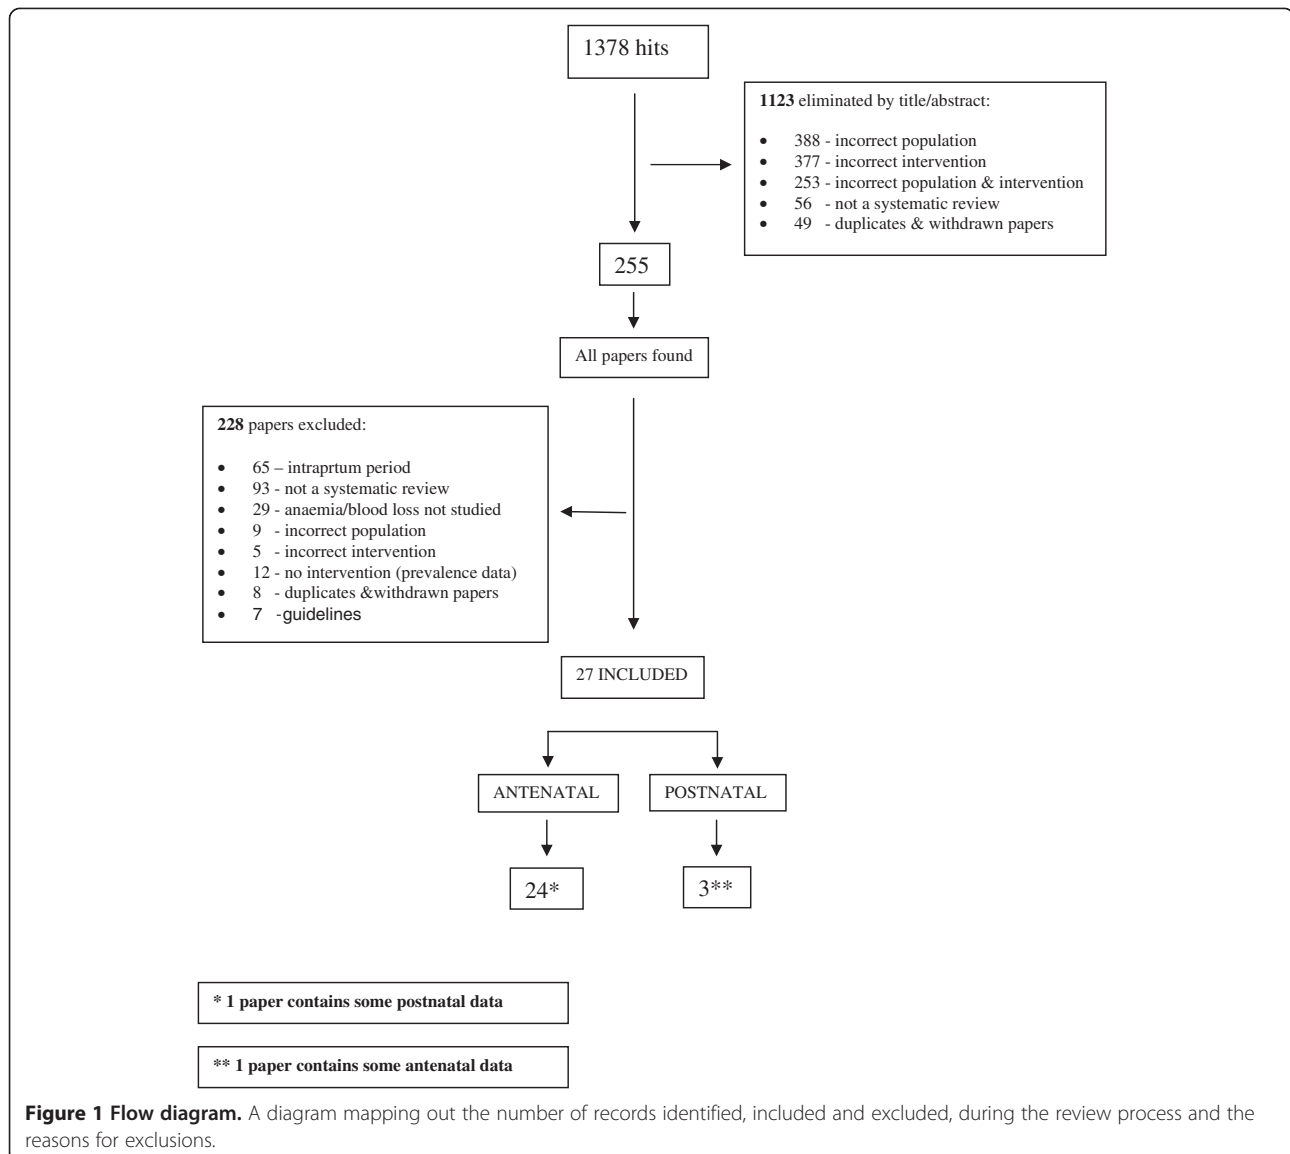 1378 hits
1123 eliminated by title/abstract:
• 388 - incorrect population
• 377 - incorrect intervention
• 253 - incorrect population & intervention
• 56 - not a systematic review
• 49 - duplicates & withdrawn papers
255
All papers found
228 papers excluded:
• 65 – intraprtum period
• 93 - not a systematic review
• 29 - anaemia/blood loss not studied
• 9 - incorrect population
• 5 - incorrect intervention
• 12 - no intervention (prevalence data)
• 8 - duplicates &withdrawn papers
• 7 -guidelines
27 INCLUDED
ANTENATAL
POSTNATAL
24*
3**
* 1 paper contains some postnatal data
** 1 paper contains some antenatal data
Figure 1 Flow diagram. A diagram mapping out the number of records identified, included and excluded, during the review process and the
reasons for exclusions.